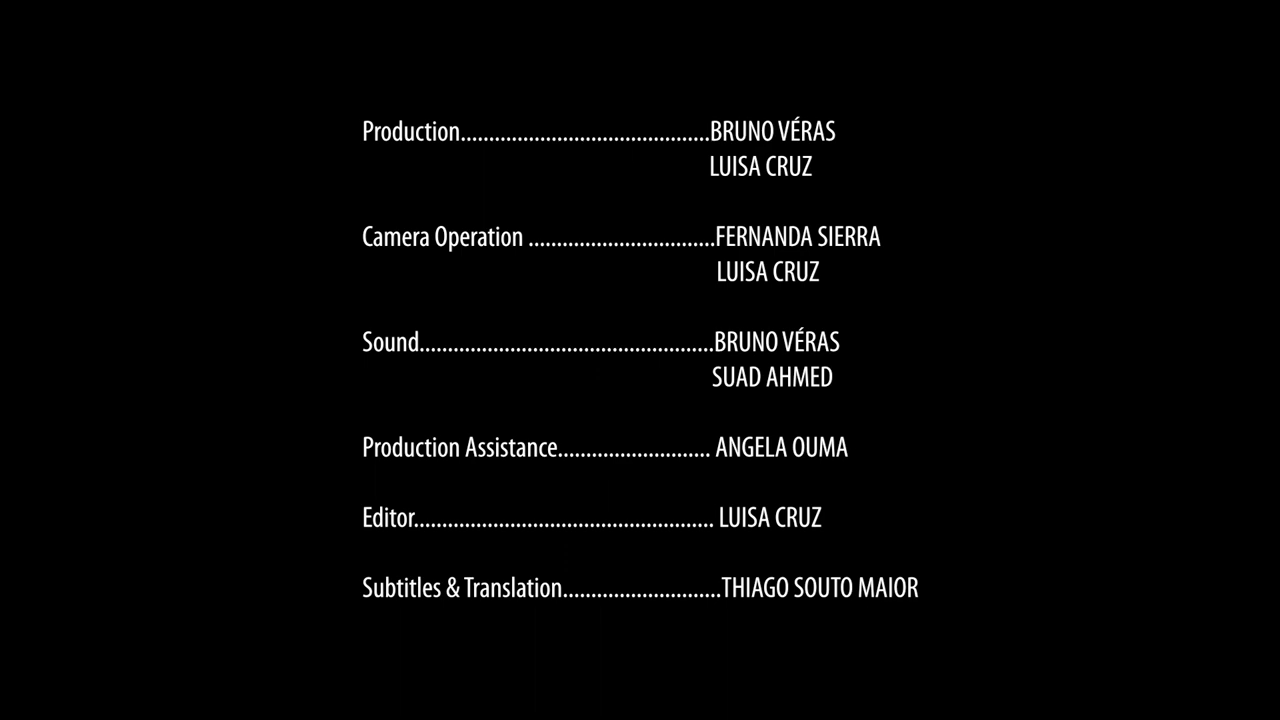 Production............................................BRUNO VÉRAS
LUISA CRUZ
Camera Operation .................................FERNANDA SIERRA
LUISA CRUZ
Sound....................................................BRUNO VÉRAS
SUAD AHMED
Production Assistance........................... ANGELA OUMA
Editor..................................................... LUISA CRUZ
Subtitles & Translation............................THIAGO SOUTO MAIOR